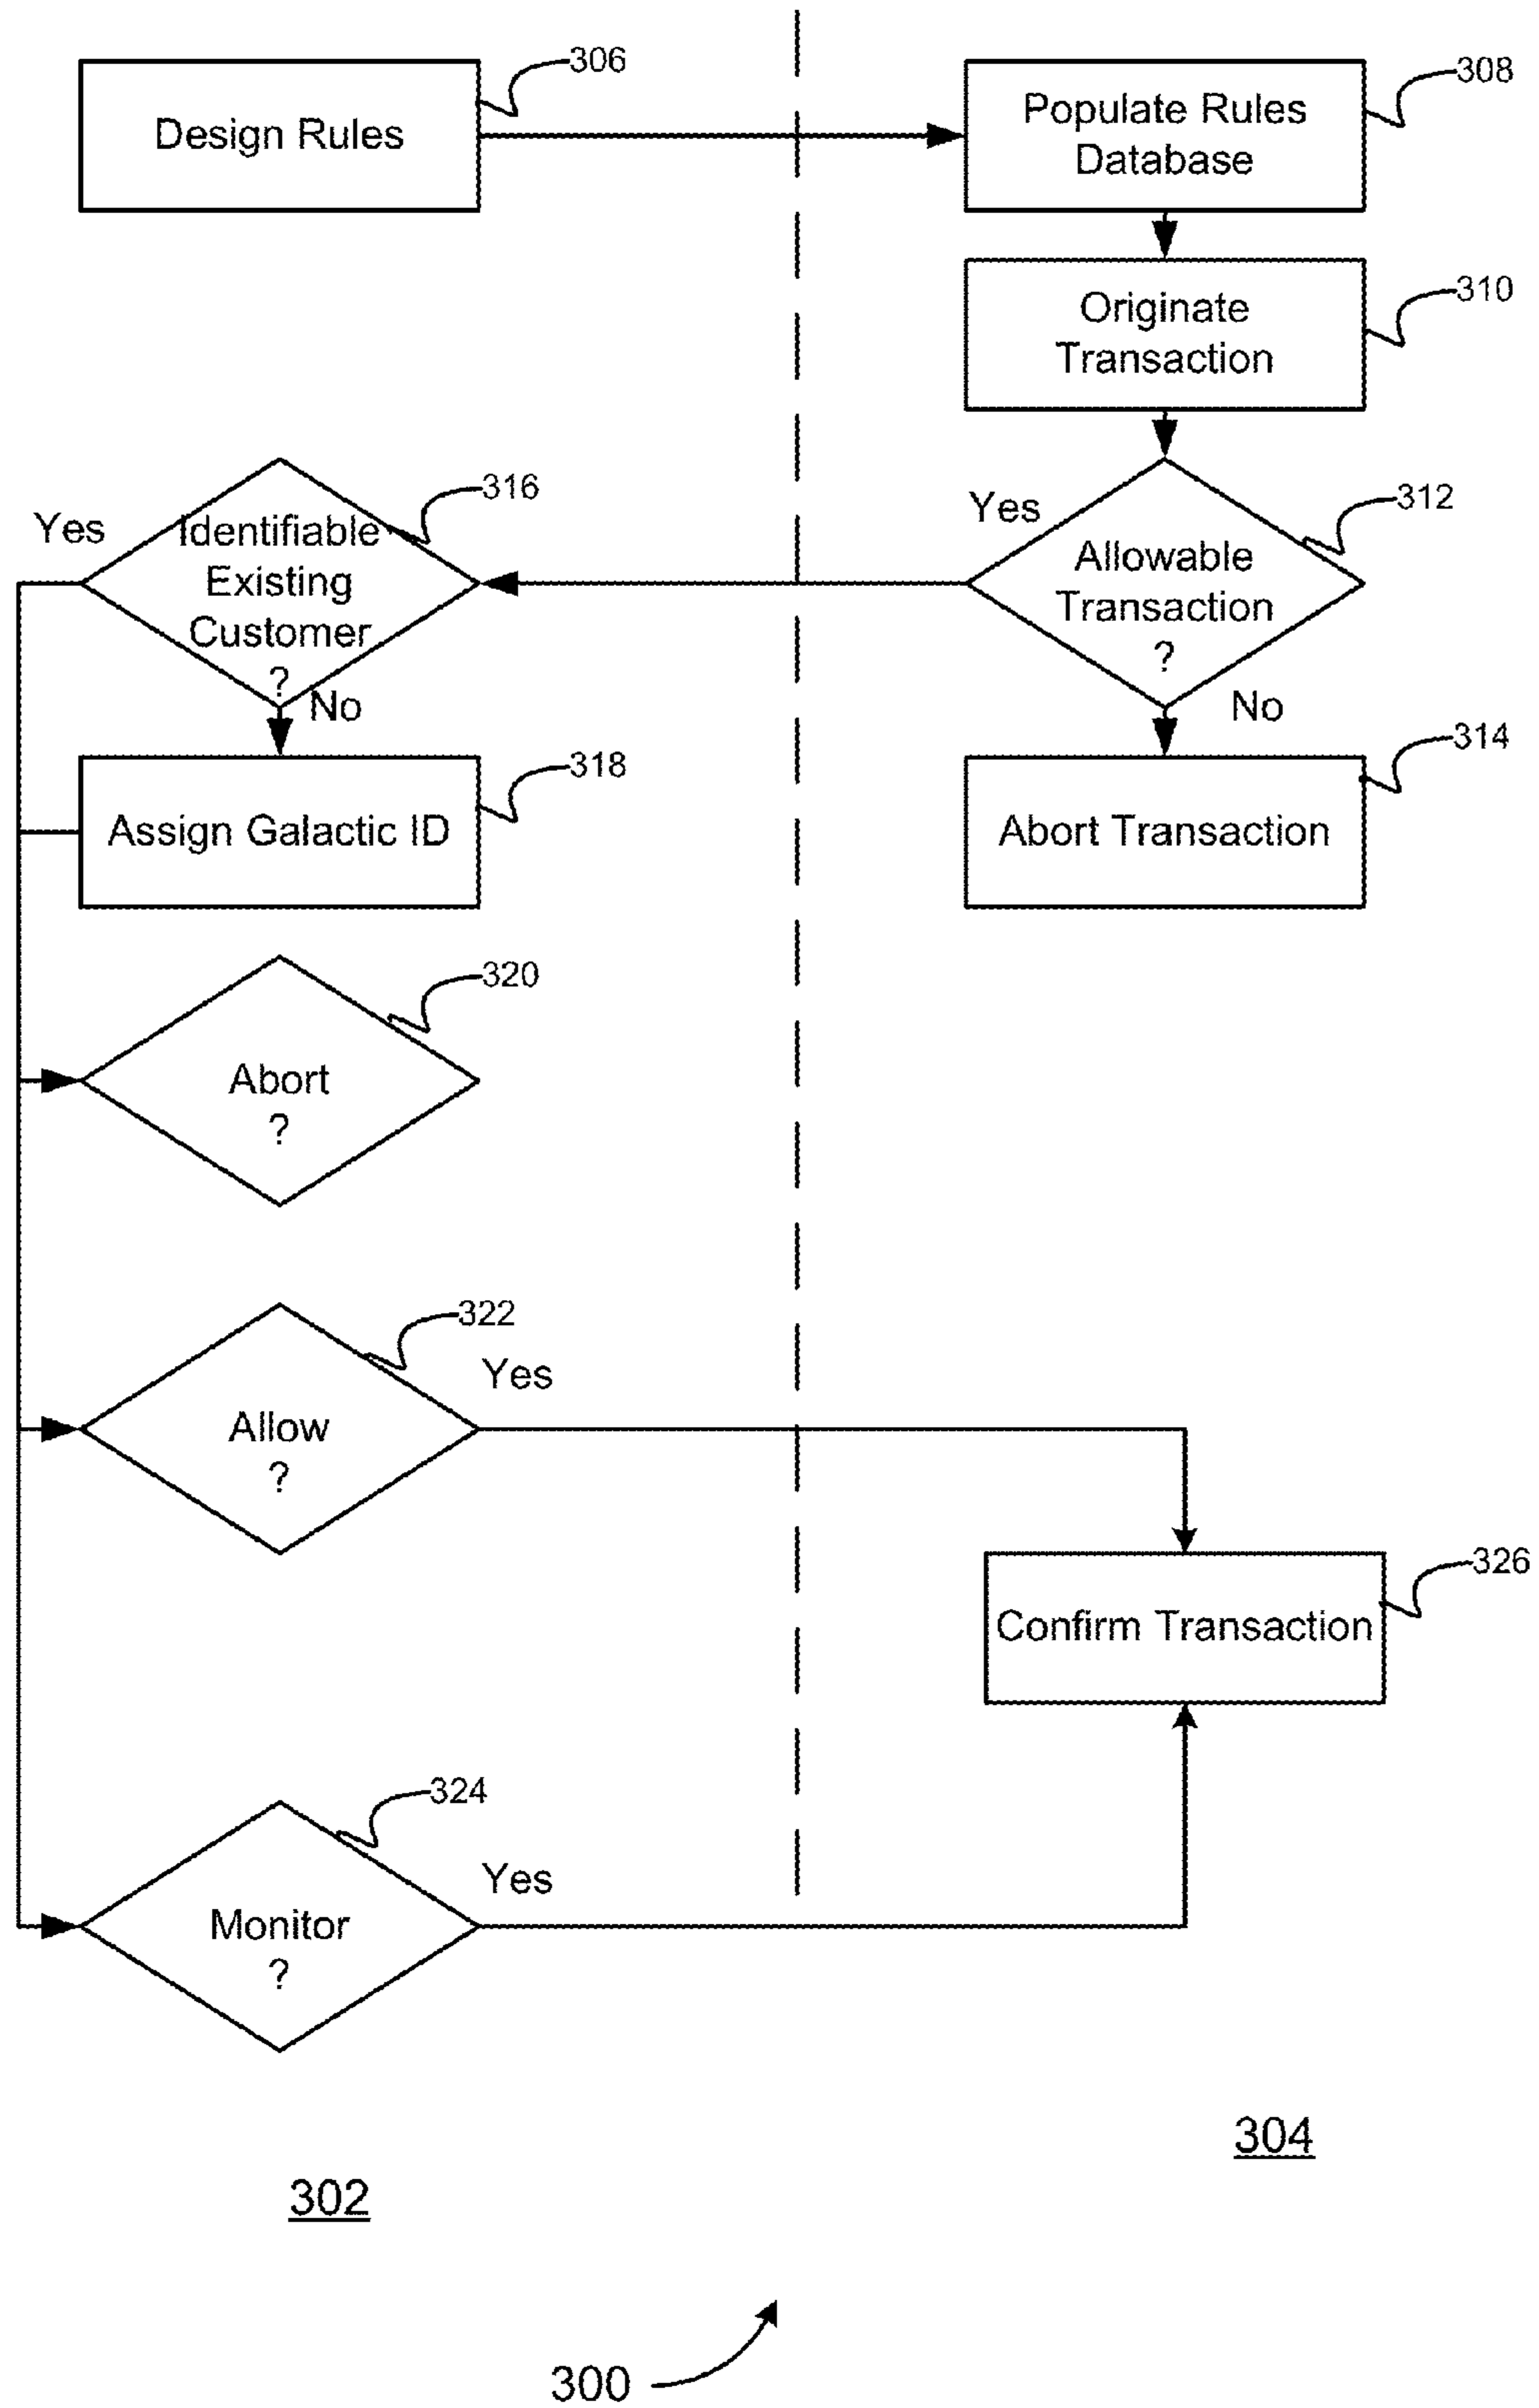 306
Design Rules
308
Populate Rules
Database
310
Originate
Transaction
316
Yes
Identifiable
Existing
Customer
?
No
312
Yes
Allowable
Transaction
?
No
318
Assign Galactic ID
314
Abort Transaction
320
Abort
?
322
Allow
?
Yes
326
Confirm Transaction
324
Monitor
?
Yes
304
302
300